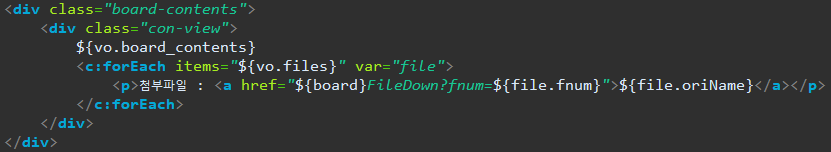 <div class="board-contents">
<div class="con-view">
${vo.board_contents}
<c:forEach items="${vo.files}" var="file">
<p>첨부파일 : <a href="${board}FileDown?fnum=${file.fnum}">${file.oriName}</a></p>
</c:forEach>
</div>
</div>